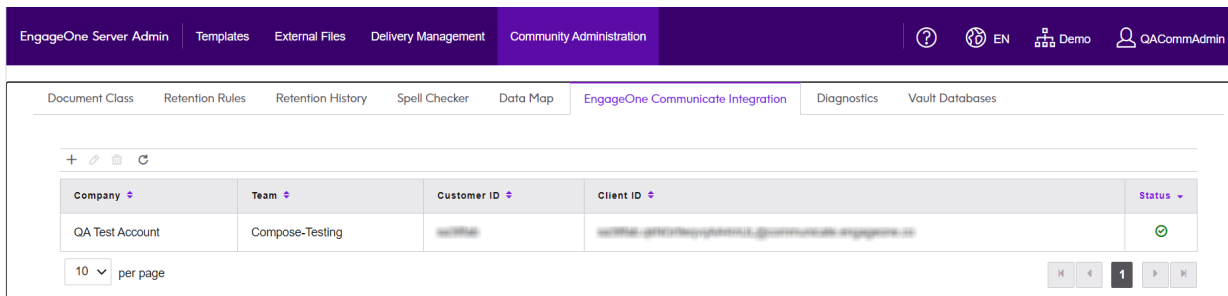 EngageOne Server Admin Templates External Files Delivery Management Community Administration EN Demo QACommAdmin
Document Class Retention Rules Retention History Spell Checker Data Map EngageOne Communicate Integration Diagnostics Vault Databases
Company Team Customer ID Client ID Status
QA Test Account Compose-Testing
10 per page 1